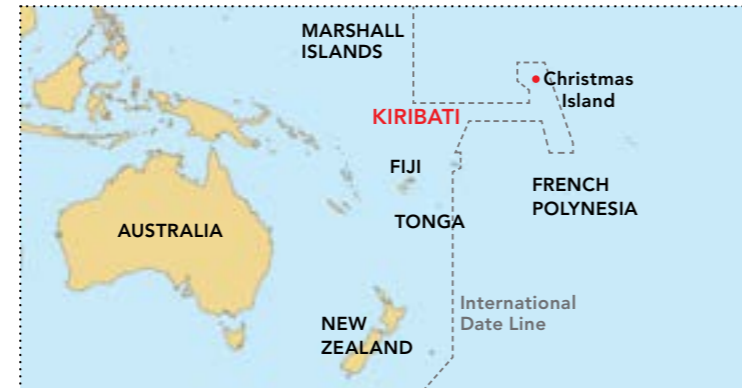 MARSHALL
ISLANDS
Christmas
Island
KIRIBATI
FIJI
FRENCH
POLYNESIA
TONGA
AUSTRALIA
International
Date Line
NEW
ZEALAND